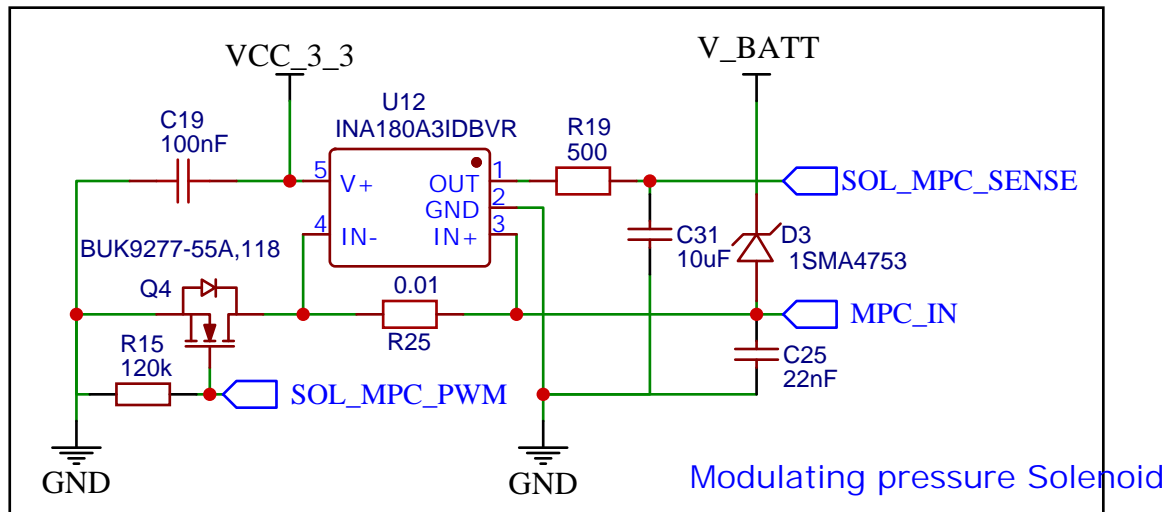 VCC_3_3
V_BATT
U12
INA180A3IDBVR
C19
100nF
R19
500
5
V+
OUT
1
GND
2
4
IN-
IN+
3
SOL_MPC_SENSE
C31
10uF
D3
1SMA4753
BUK9277-55A,118
Q4
0.01
R25
MPC_IN
R15
120k
SOL_MPC_PWM
C25
22nF
GND
GND
Modulating pressure Solenoid